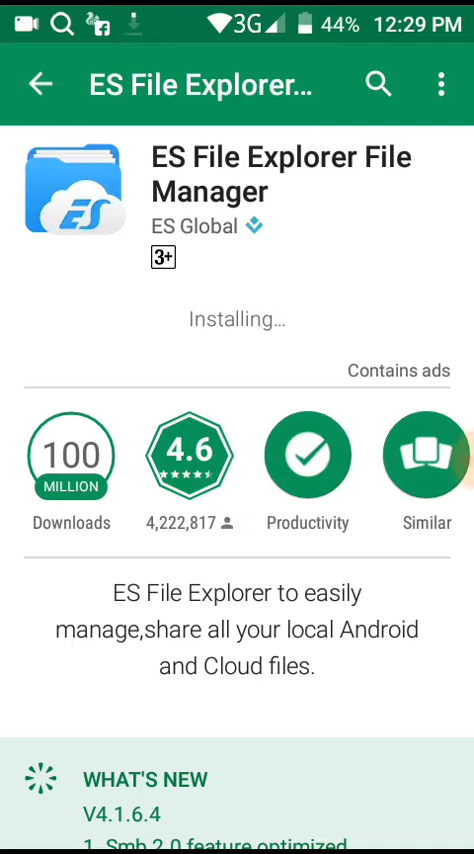 3G 44% 12:29 PM
ES File Explorer...
ES
ES File Explorer File
Manager
ES Global
3+
Installing...
Contains ads
100
MILLION
4.6
Downloads
4,222,817
Productivity
Similar
ES File Explorer to easily
manage,share all your local Android
and Cloud files.
WHAT'S NEW
V4.1.6.4
1. Smb 2.0 feature optimized